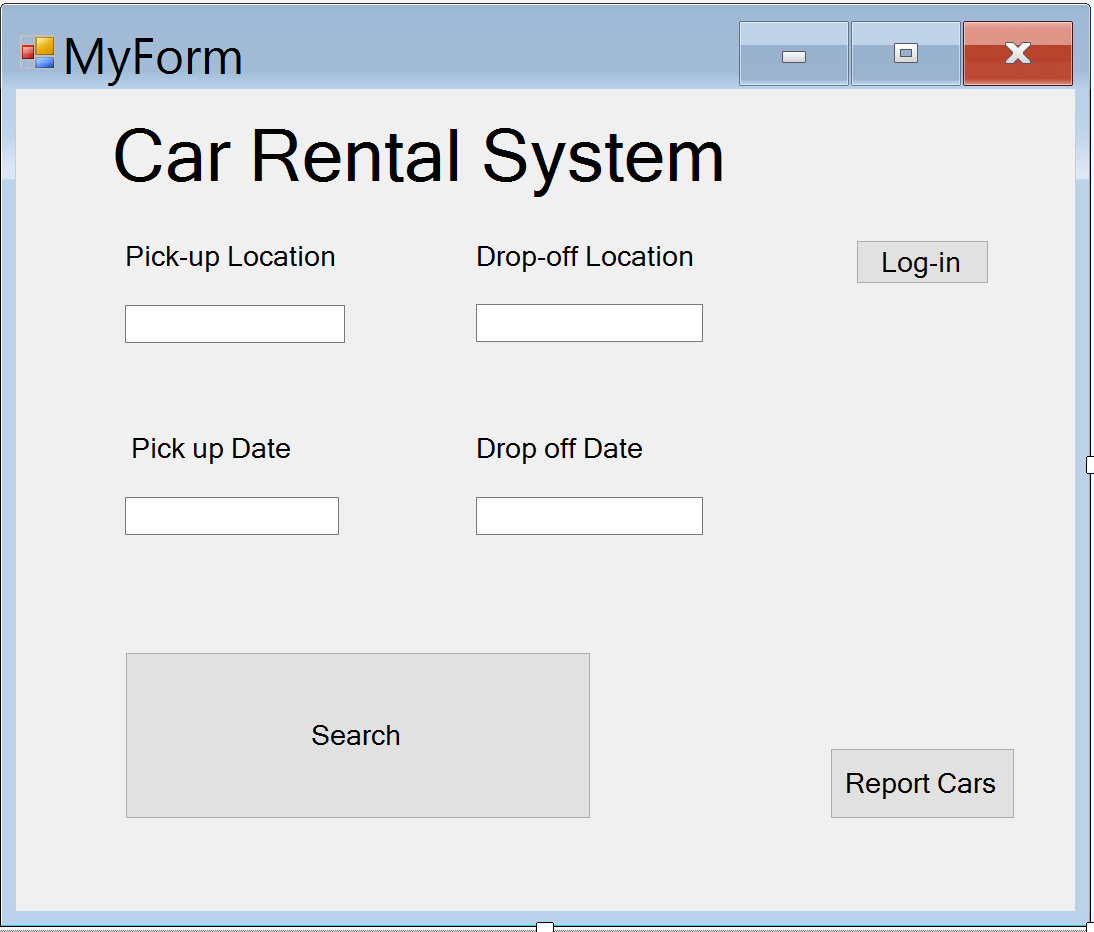 MyForm
Car Rental System
Pick-up Location
Drop-off Location
Log-in
Pick up Date
Drop off Date
Search
Report Cars